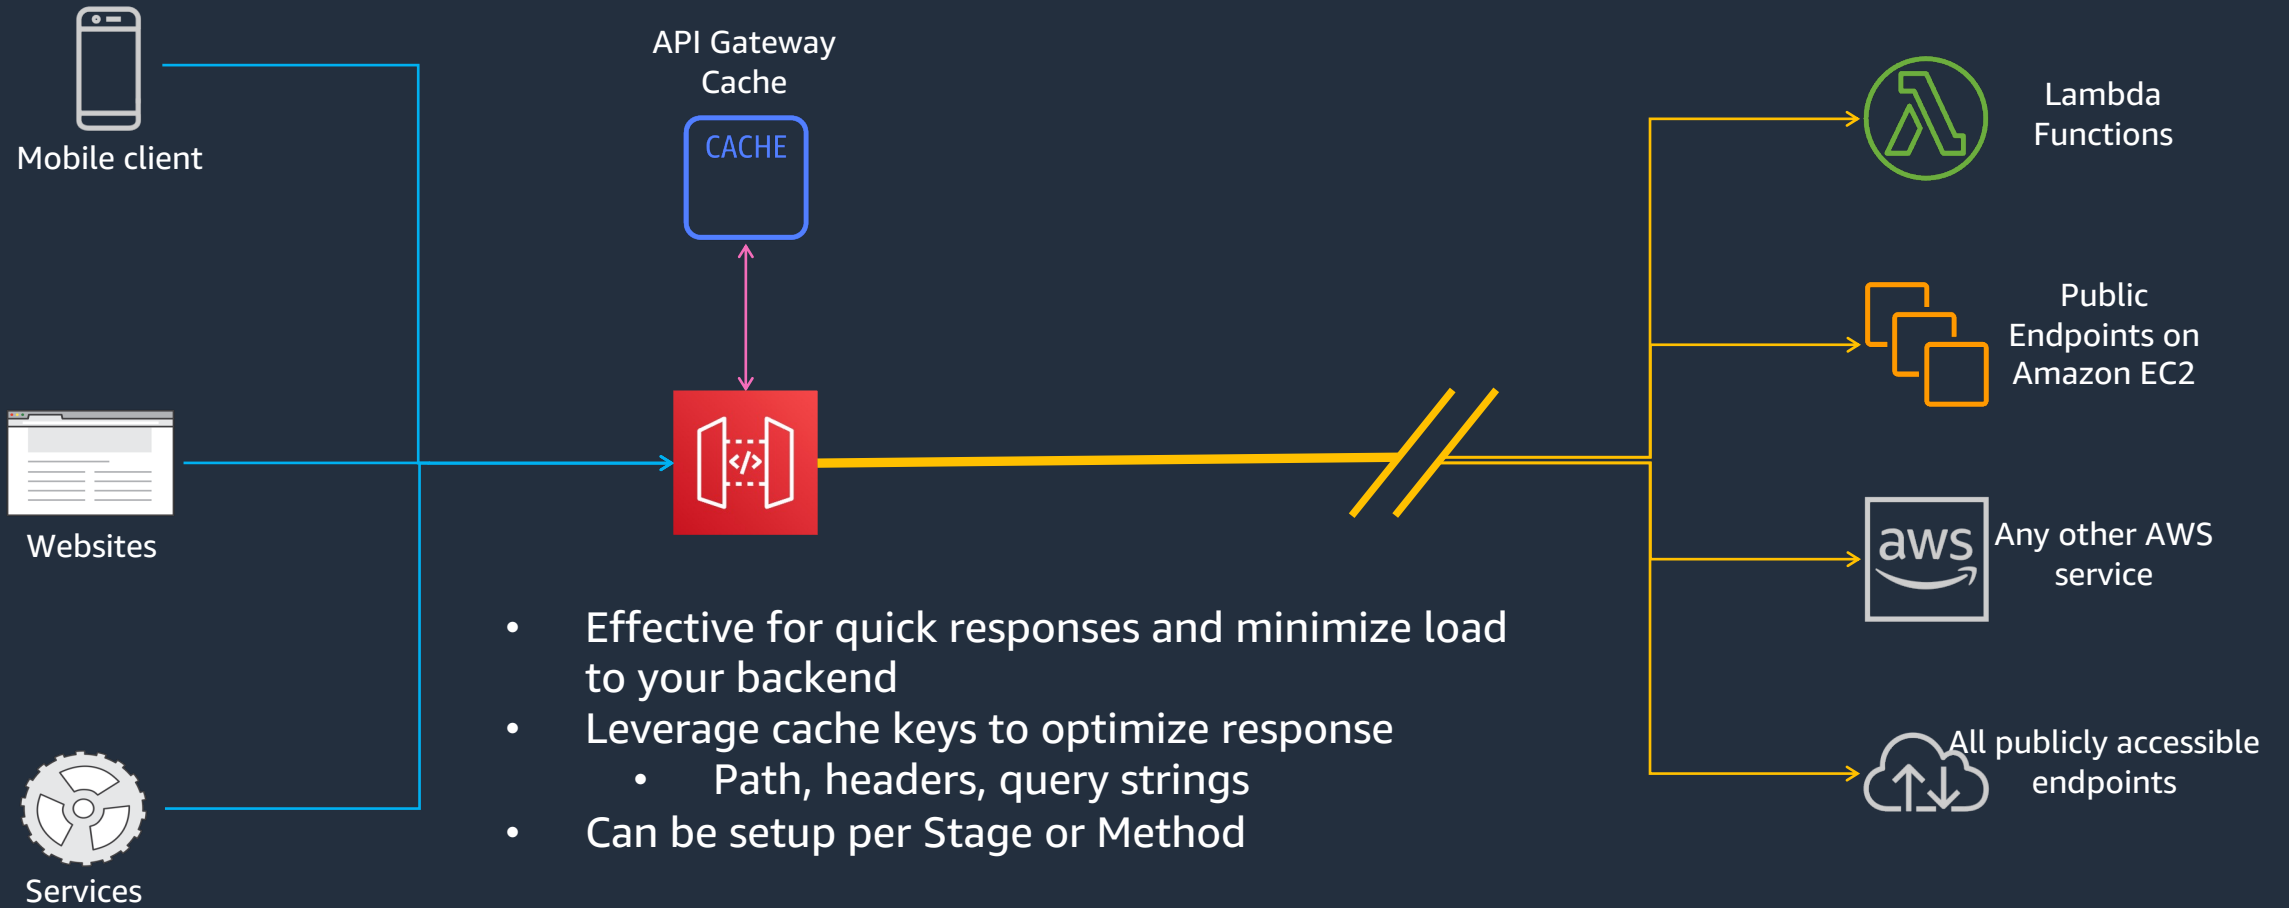 Mobile client
Websites
Services
API Gateway
Cache
CACHE
</>
• Effective for quick responses and minimize load
to your backend
• Leverage cache keys to optimize response
• Path, headers, query strings
• Can be setup per Stage or Method
Lambda
Functions
Public
Endpoints on
Amazon EC2
aws
Any other AWS
service
All publicly accessible
endpoints